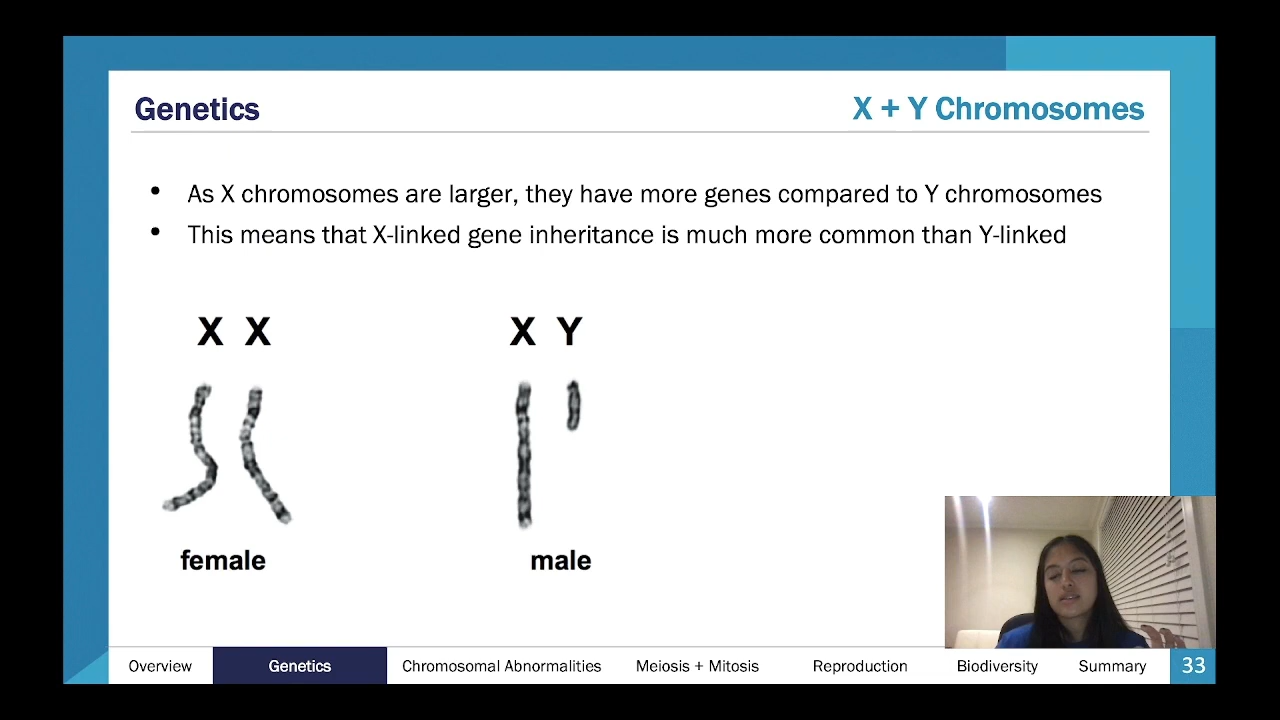 Genetics
X + Y Chromosomes
• As X chromosomes are larger, they have more genes compared to Y chromosomes
• This means that X-linked gene inheritance is much more common than Y-linked
X X
X Y
female
male
Overview Genetics Chromosomal Abnormalities Meiosis + Mitosis Reproduction Biodiversity Summary 33